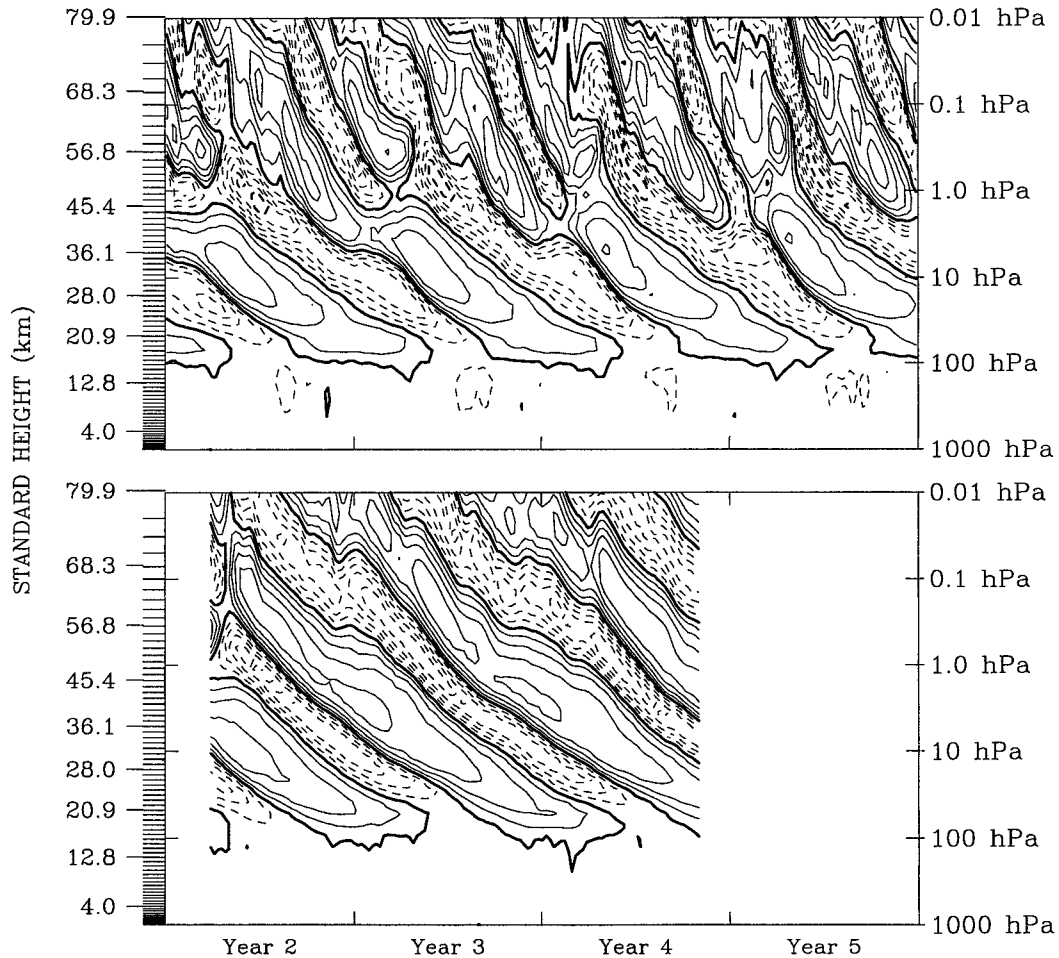 STANDARD HEIGHT (km)
79.9
68.3
56.8
45.4
36.1
28.0
20.9
12.8
4.0
0.01 hPa
0.1 hPa
1.0 hPa
10 hPa
100 hPa
1000 hPa
79.9
68.3
56.8
45.4
36.1
28.0
20.9
12.8
4.0
0.01 hPa
0.1 hPa
1.0 hPa
10 hPa
100 hPa
1000 hPa
Year 2 Year 3 Year 4 Year 5